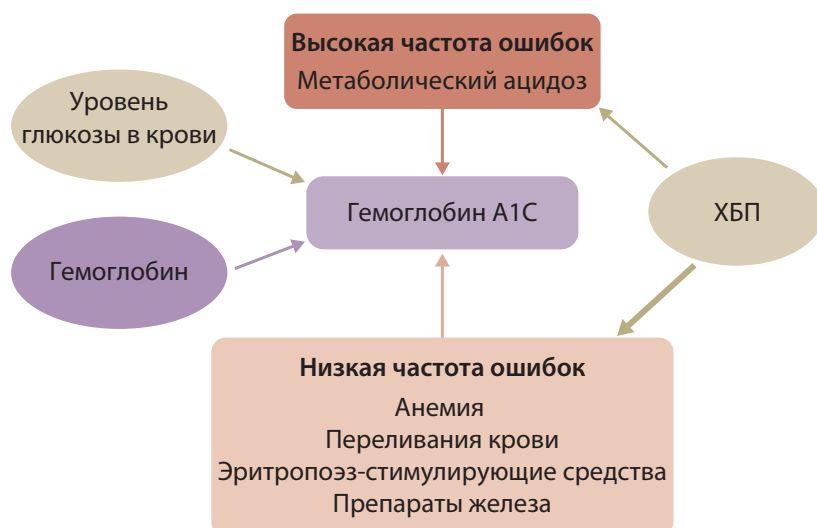 Высокая частота ошибок
Метаболический ацидоз
Уровень
глюкозы в крови
Гемоглобин A1C
ХБП
Гемоглобин
Низкая частота ошибок
Анемия
Переливания крови
Эритропоэз-стимулирующие средства
Препараты железа